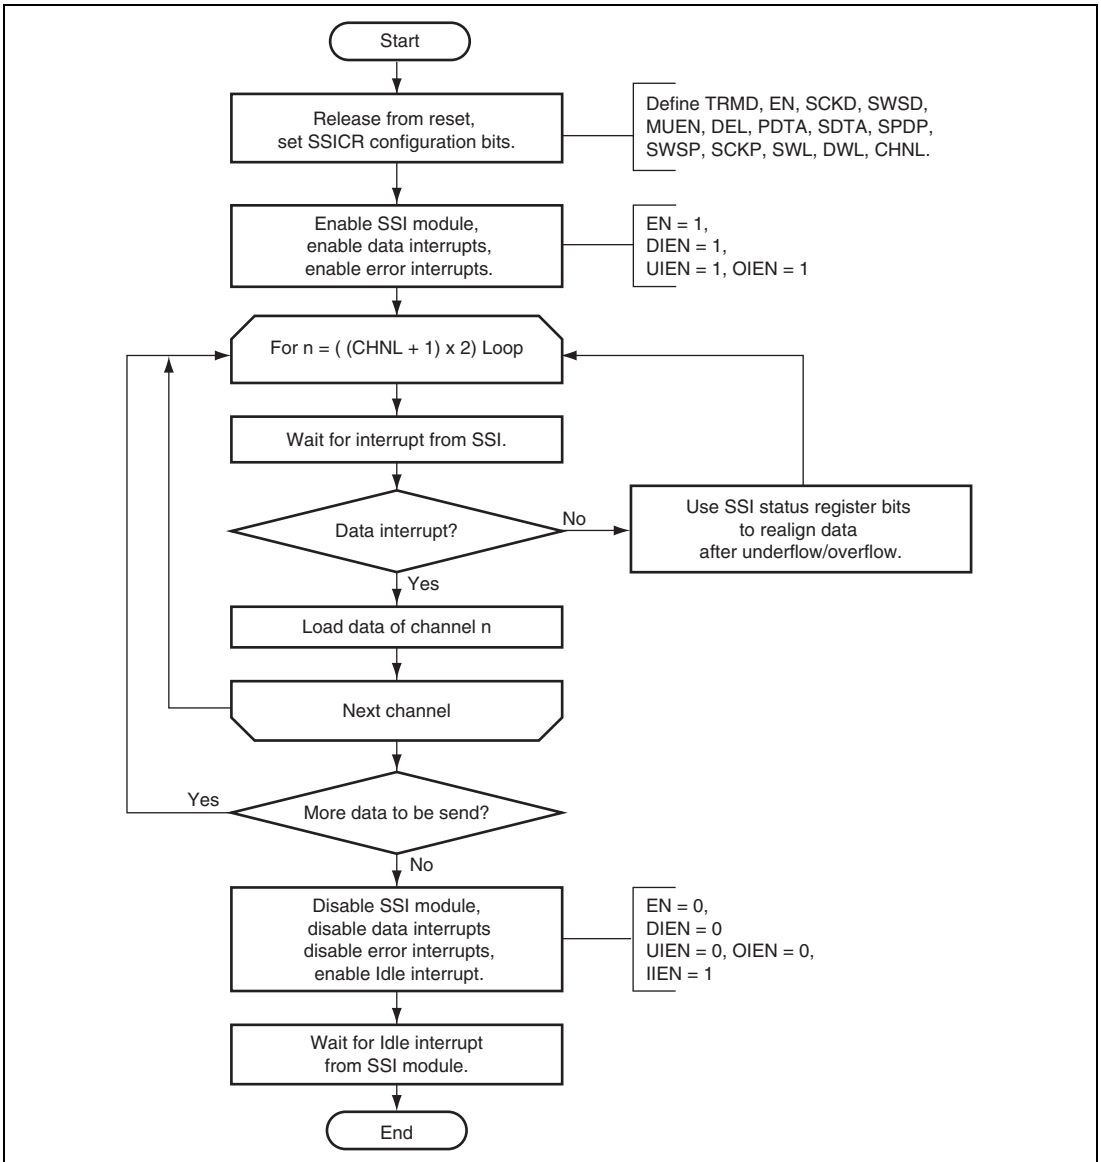 Start
Release from reset,
set SSICR configuration bits.
Define TRMD, EN, SCKD, SWSD,
MUEN, DEL, PDTA, SDTA, SPDP,
SWSP, SCKP, SWL, DWL, CHNL.
Enable SSI module,
enable data interrupts,
enable error interrupts.
EN = 1,
DIEN = 1,
UIEN = 1, OIEN = 1
For n = ( (CHNL + 1) x 2) Loop
Wait for interrupt from SSI.
Data interrupt?
No
Use SSI status register bits
to realign data
after underflow/overflow.
Yes
Load data of channel n
Next channel
Yes
More data to be send?
No
Disable SSI module,
disable data interrupts
disable error interrupts,
enable Idle interrupt.
EN = 0,
DIEN = 0
UIEN = 0, OIEN = 0,
IIEN = 1
Wait for Idle interrupt
from SSI module.
End